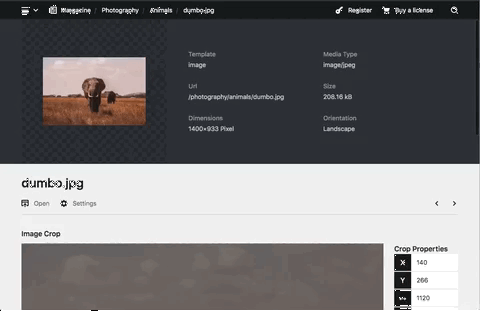 Magazine / Photography / Animals / dumbo.jpg Register Buy a license
Template
image
Media Type
image/jpeg
Url
/photography/animals/dumbo.jpg
Size
208.16 kB
Dimensions
1400×933 Pixel
Orientation
Landscape
dumbo.jpg
Open Settings
Image Crop
Crop Properties
X 140
Y 266
1120